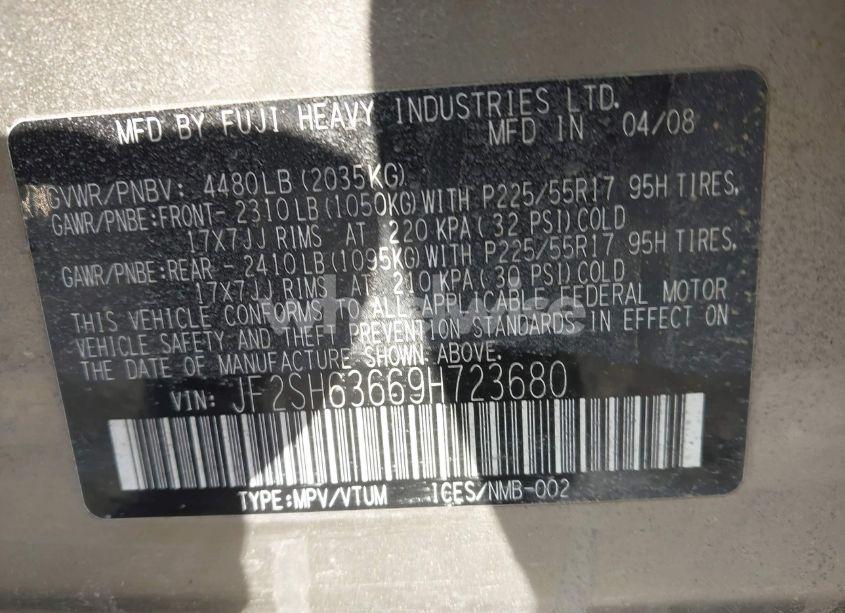 MFD BY FUJI HEAVY INDUSTRIES LTD.
MFD IN 04/08
GVWR/PNBV: 4480LB(2035KG)
GAWR/PNBE:FRONT- 2310LB(1050KG)WITH P225/55R17 95H TIRES,
17X7JJ RIMS AT 220 KPA(32 PSI)COLD
GAWR/PNBE:REAR - 2410LB(1095KG)WITH P225/55R17 95H TIRES,
17X7JJ RIMS AT 210 KPA(30 PSI)COLD
THIS VEHICLE CONFORMS TO ALL APPLICABLE FEDERAL MOTOR
VEHICLE SAFETY AND THEFT PREVENTION STANDARDS IN EFFECT ON
THE DATE OF MANUFACTURE SHOWN ABOVE.
VIN: JF2SH63669H723680
TYPE:MPV/VTUM ICES/NMB-002